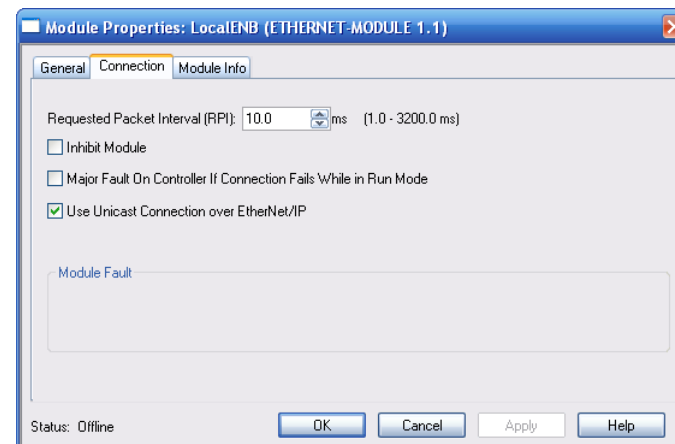 Module Properties: LocalENB (ETHERNET-MODULE 1.1)
General Connection Module Info
Requested Packet Interval (RPI): 10.0 ms (1.0 - 3200.0 ms)
Inhibit Module
Major Fault On Controller If Connection Fails While in Run Mode
Use Unicast Connection over EtherNet/IP
Module Fault
Status: Offline OK Cancel Apply Help